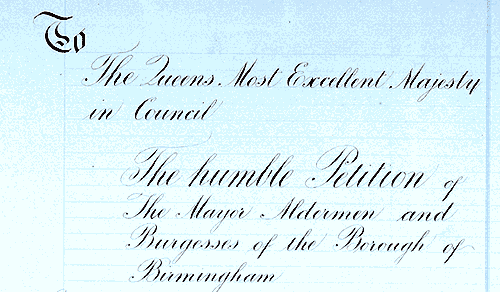 To
The Queens Most Excellent Majesty
in Council
The humble Petition of
The Mayor Aldermen and
Burgesses of the Borough of
Birmingham